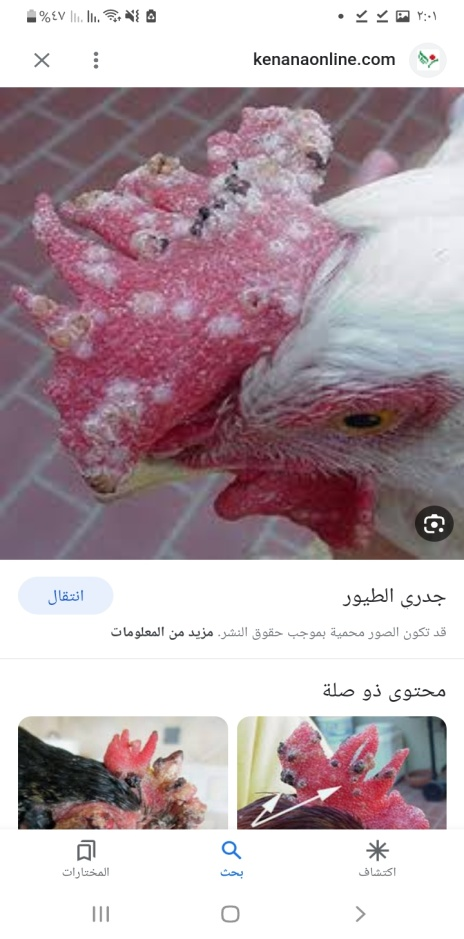 ٢:٠١
%٤٧
kenanaonline.com
جدرى الطيور
انتقال
قد تكون الصور محمية بموجب حقوق النشر. مزيد من المعلومات
محتوى ذو صلة
اكتشاف
بحث
المختارات